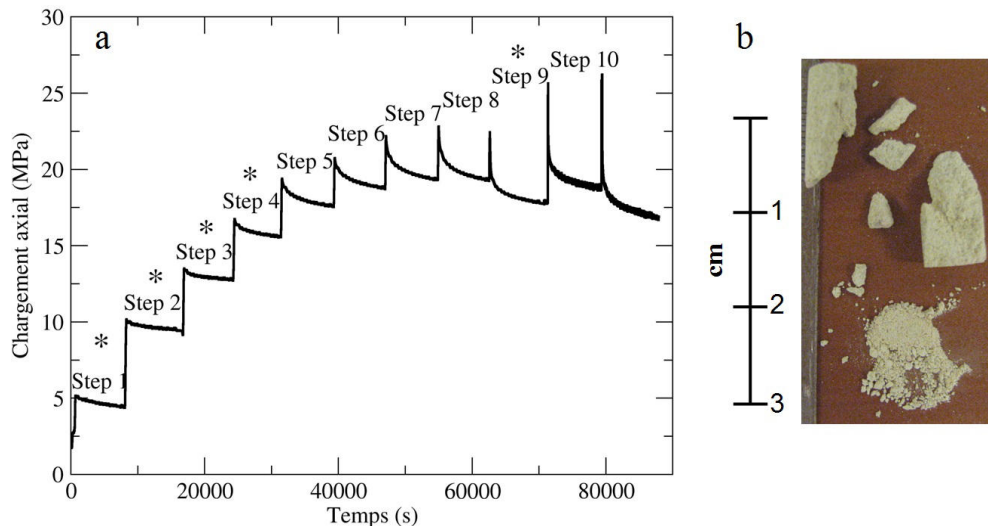 a
b
Chargement axial (MPa)
30
25
20
15
10
5
0
* Step 1
* Step 2
* Step 3
* Step 4
Step 5
Step 6
Step 7
Step 8
* Step 9
Step 10
0 20000 40000 60000 80000
Temps (s)
cm
1
2
3